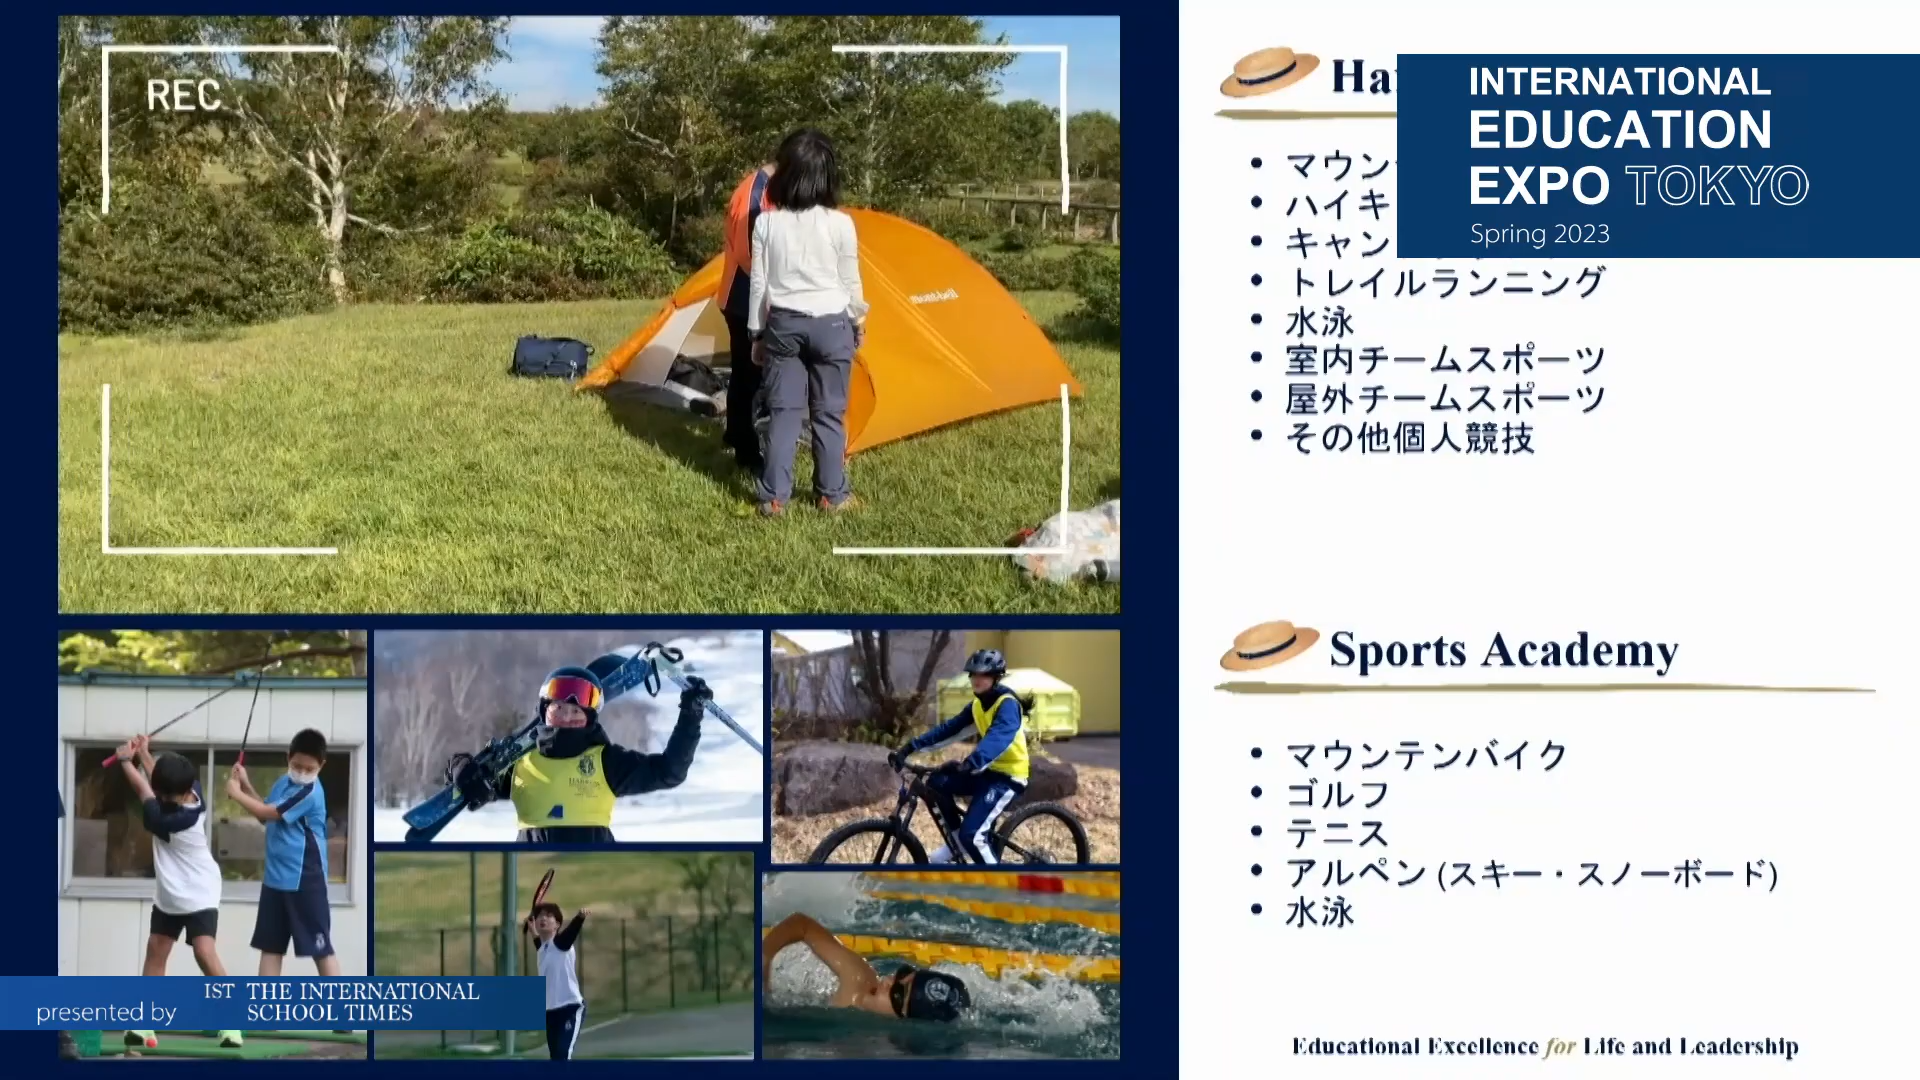 REC
montbell
HARROW
Ha
INTERNATIONAL
EDUCATION
EXPO TOKYO
Spring 2023
• マウン
• ハイキ
• キャン
• トレイルランニング
• 水泳
• 室内チームスポーツ
• 屋外チームスポーツ
• その他個人競技
Sports Academy
• マウンテンバイク
• ゴルフ
• テニス
• アルペン (スキー・スノーボード)
• 水泳
presented by
IST THE INTERNATIONAL
SCHOOL TIMES
Educational Excellence for Life and Leadership